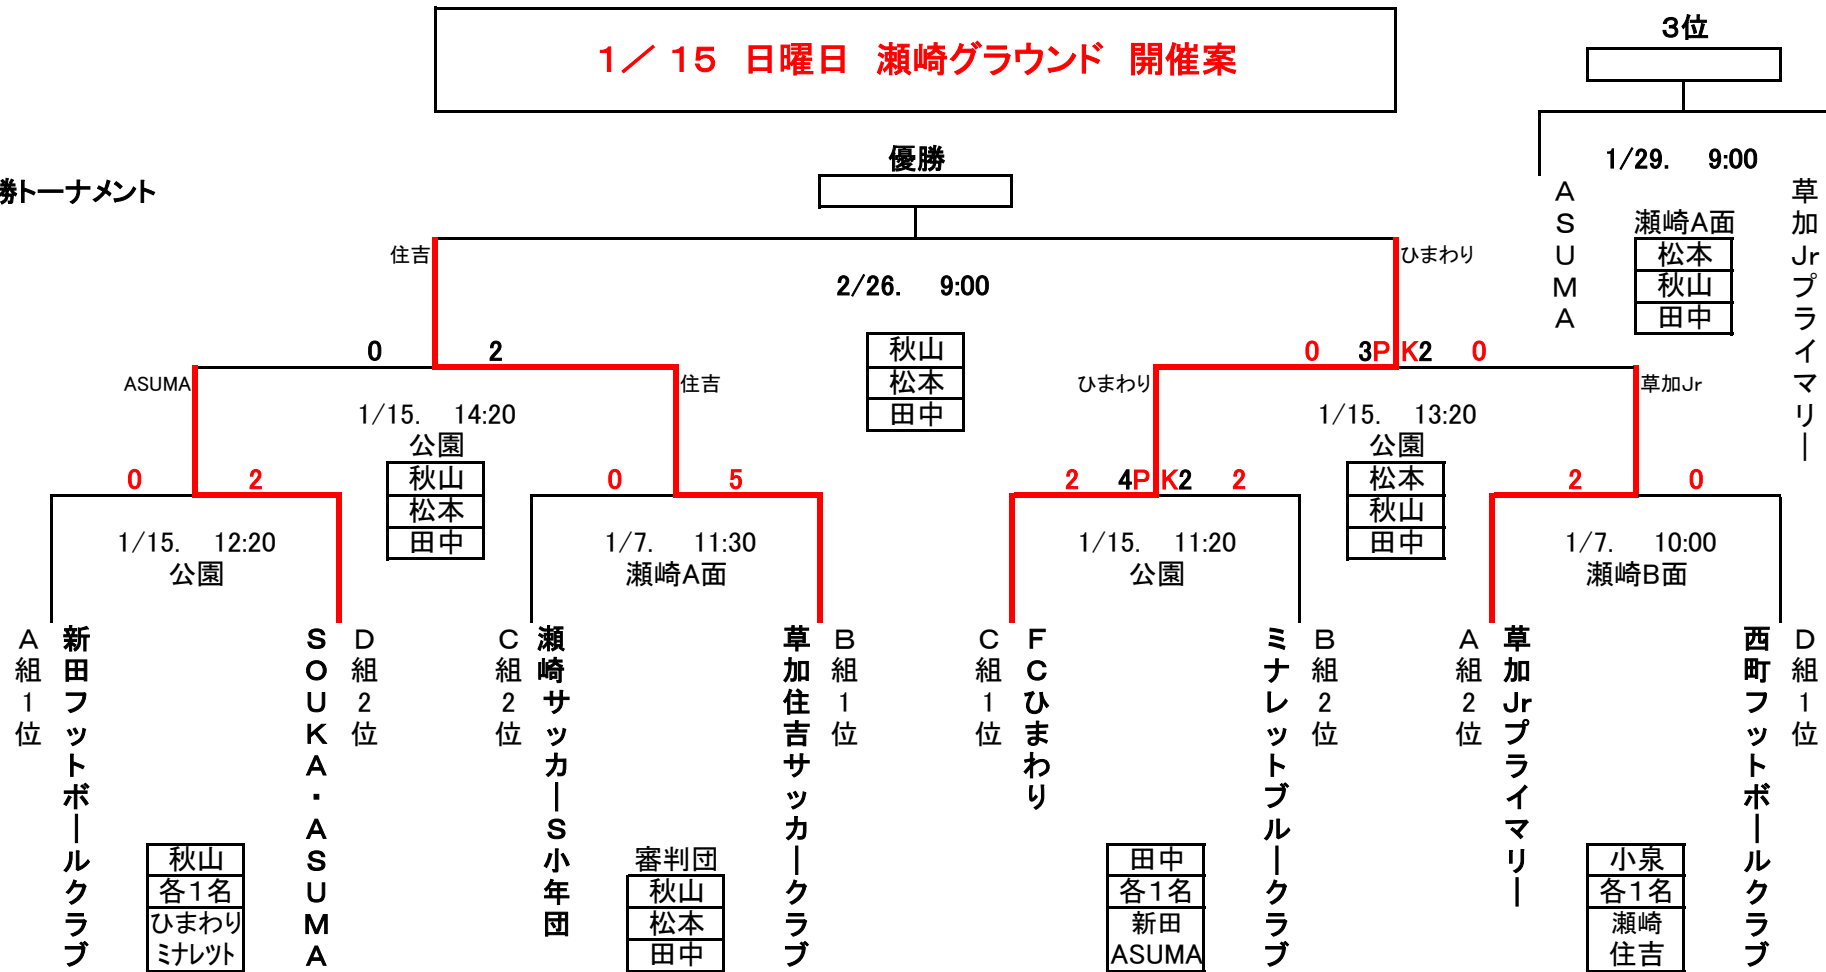 1／15 日曜日 瀬崎グラウンド 開催案
3位
優勝
1/29. 9:00
勝トーナメント
ASUMA
瀬崎A面
松本
秋山
田中
草加Jrプライマリー
住吉
ひまわり
2/26. 9:00
秋山
松本
田中
0 2
0 3PK2 0
ASUMA
住吉
ひまわり
草加Jr
1/15. 14:20
公園
秋山
松本
田中
1/15. 13:20
公園
松本
秋山
田中
0 2
0 5
2 4PK2 2
2 0
1/15. 12:20
公園
1/7. 11:30
瀬崎A面
1/15. 11:20
公園
1/7. 10:00
瀬崎B面
A組1位
新田フットボールクラブ
SOUKA・ASUMA
D組2位
C組2位
瀬崎サッカーS小年団
草加住吉サッカークラブ
B組1位
C組1位
FCひまわり
ミナレットブルークラブ
B組2位
A組2位
草加Jrプライマリー
西町フットボールクラブ
D組1位
秋山
各1名
ひまわり
ミナレット
審判団
秋山
松本
田中
田中
各1名
新田
ASUMA
小泉
各1名
瀬崎
住吉